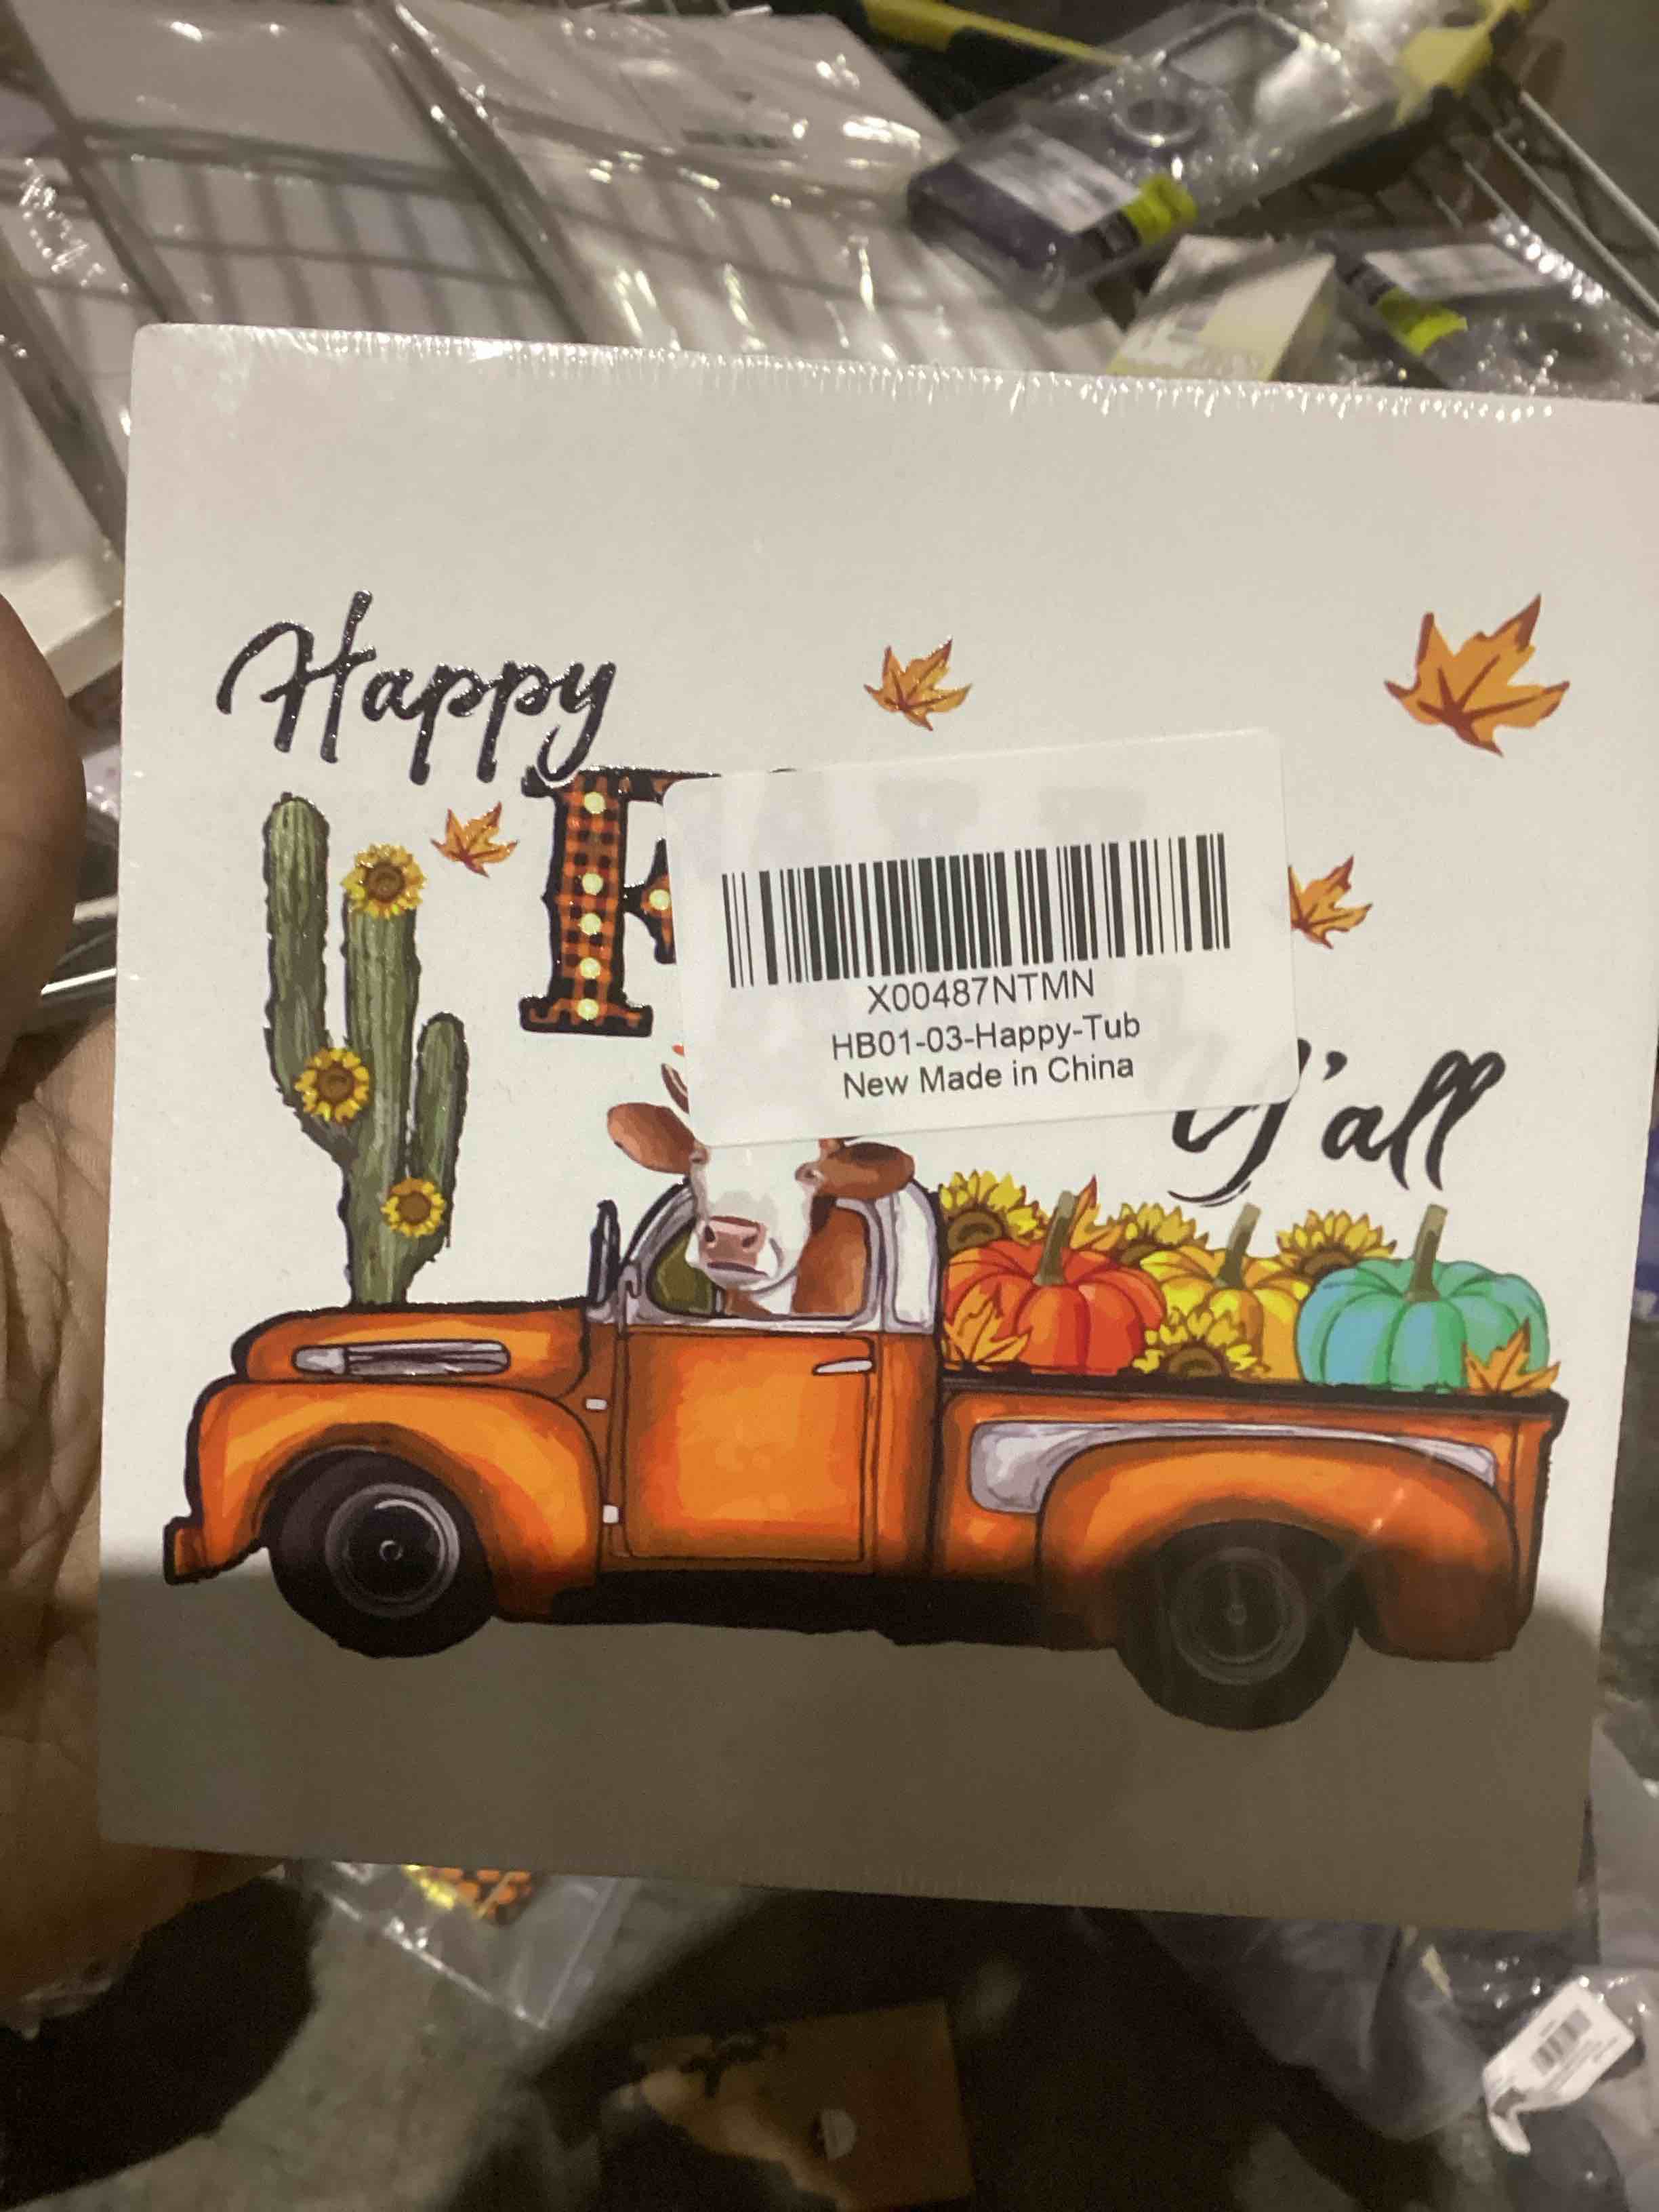 Happy
F
X00487NTMN
HB01-03-Happy-Tub
New Made in China
Y'all